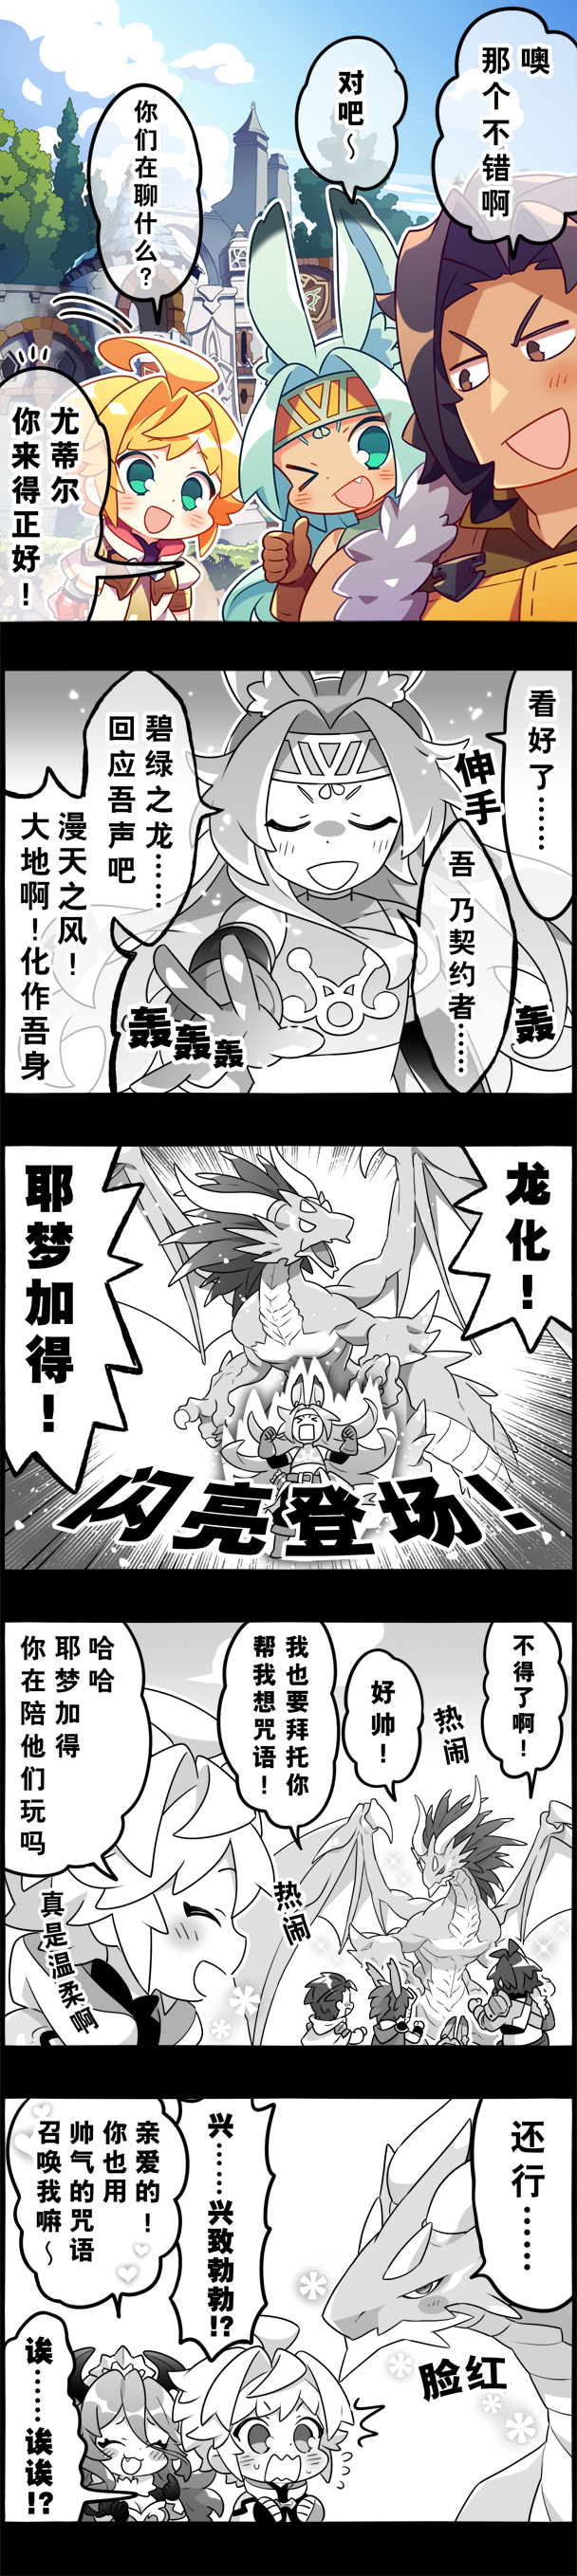 噢
那个不错啊
对吧～
你们在聊什么？
尤蒂尔
你来得正好！
看好了……
伸手
吾乃契约者……
轰
碧绿之龙……
回应吾声吧
漫天之风！
大地啊！化作吾身
轰轰轰
龙化！
耶梦加得！
闪亮登场！
不得了啊！
热闹
好帅！
我也要拜托你
帮我想咒语！
热闹
哈哈
耶梦加得
你在陪他们玩吗
真是温柔啊
还行……
脸红
兴……兴致勃勃!?
亲爱的！
你也用
帅气的咒语
召唤我嘛～
诶……诶诶!?